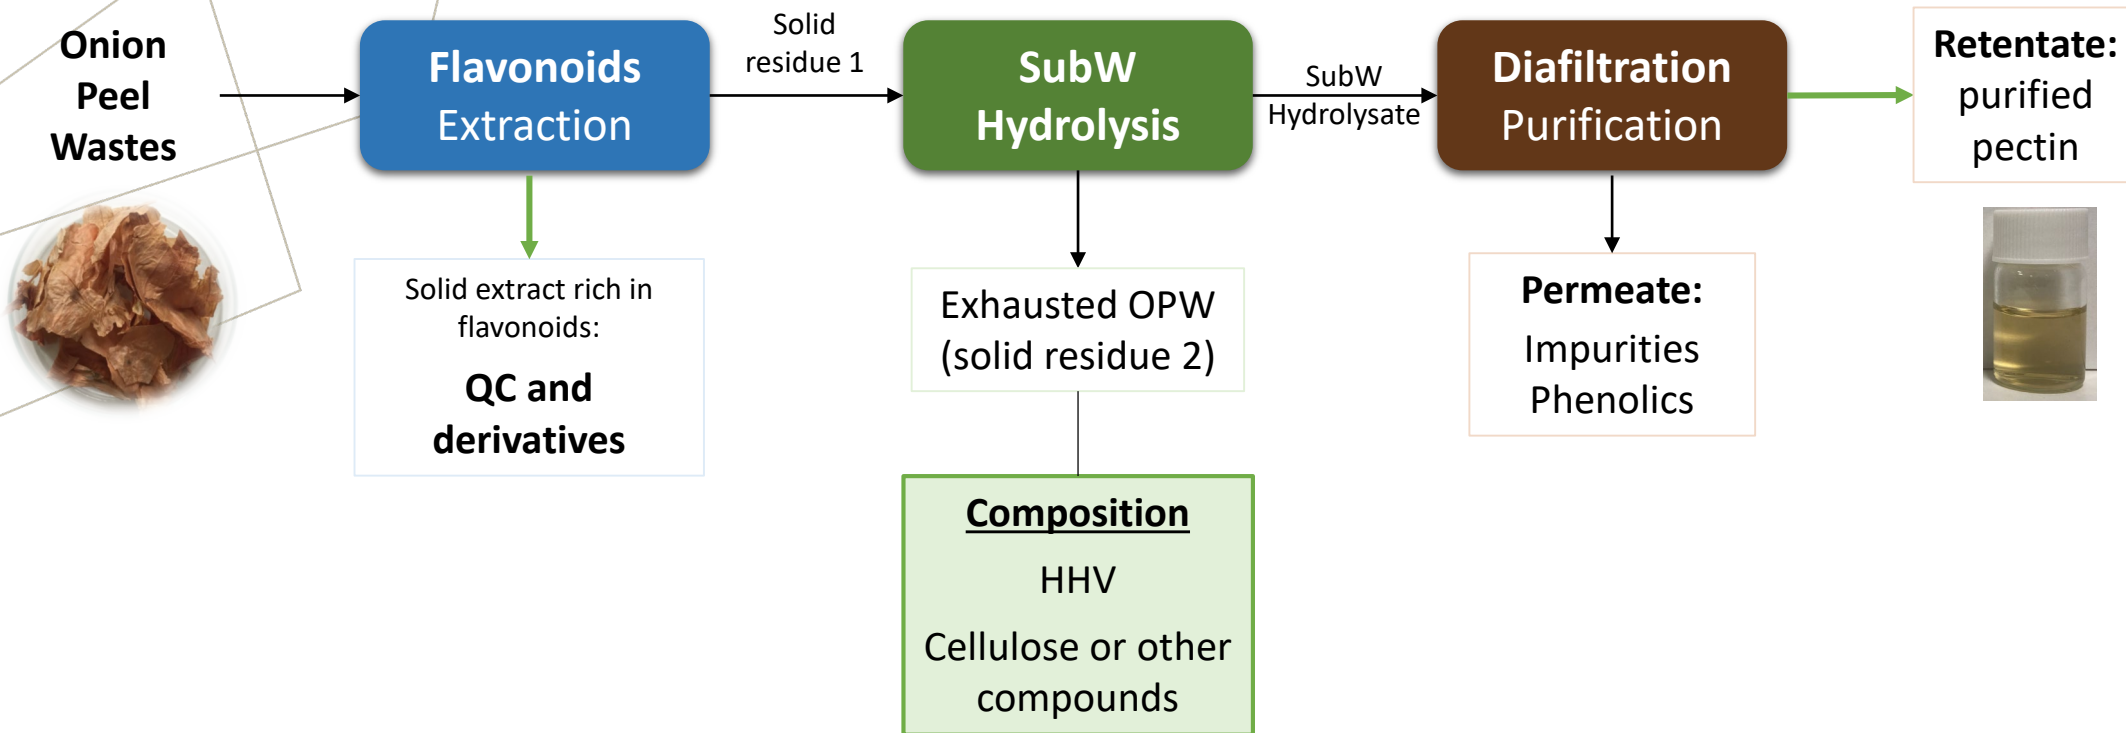 Onion
Peel
Wastes
Flavonoids
Extraction
Solid
residue 1
SubW
Hydrolysis
SubW
Hydrolysate
Diafiltration
Purification
Retentate:
purified
pectin
Solid extract rich in
flavonoids:
QC and
derivatives
Exhausted OPW
(solid residue 2)
Permeate:
Impurities
Phenolics
Composition
HHV
Cellulose or other
compounds